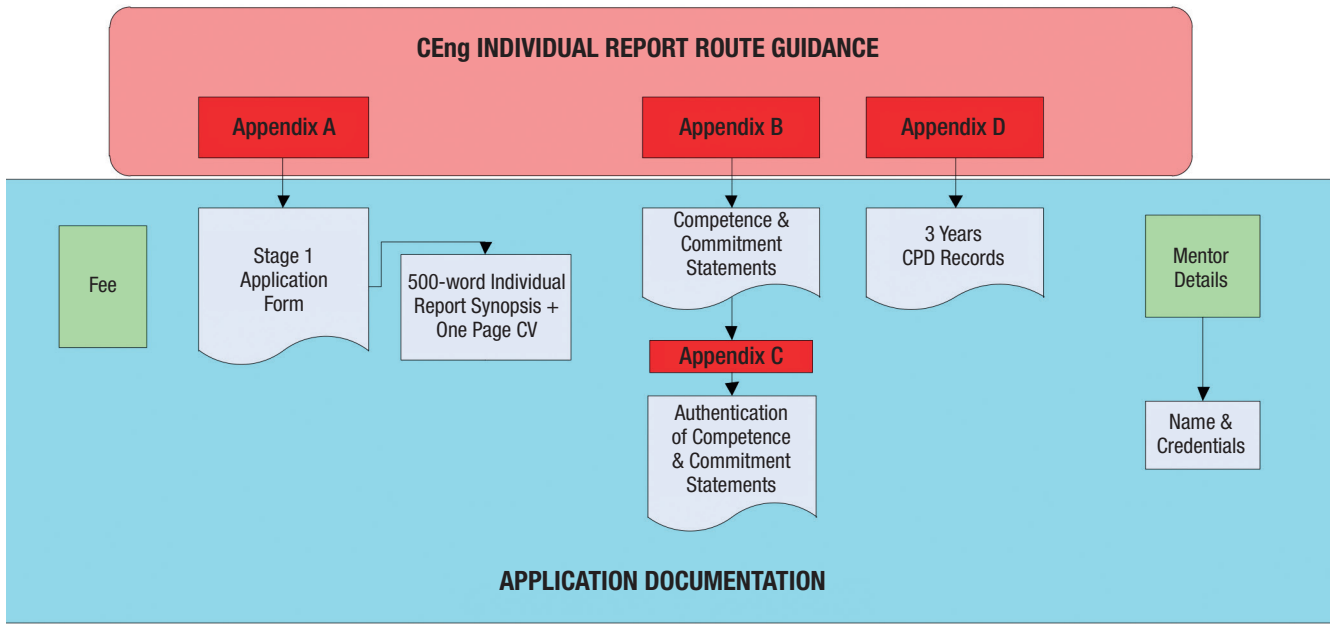 CEng INDIVIDUAL REPORT ROUTE GUIDANCE
Appendix A
Appendix B
Appendix D
Fee
Stage 1
Application
Form
500-word Individual
Report Synopsis +
One Page CV
Competence &
Commitment
Statements
Appendix C
Authentication
of Competence
& Commitment
Statements
3 Years
CPD Records
Mentor
Details
Name &
Credentials
APPLICATION DOCUMENTATION